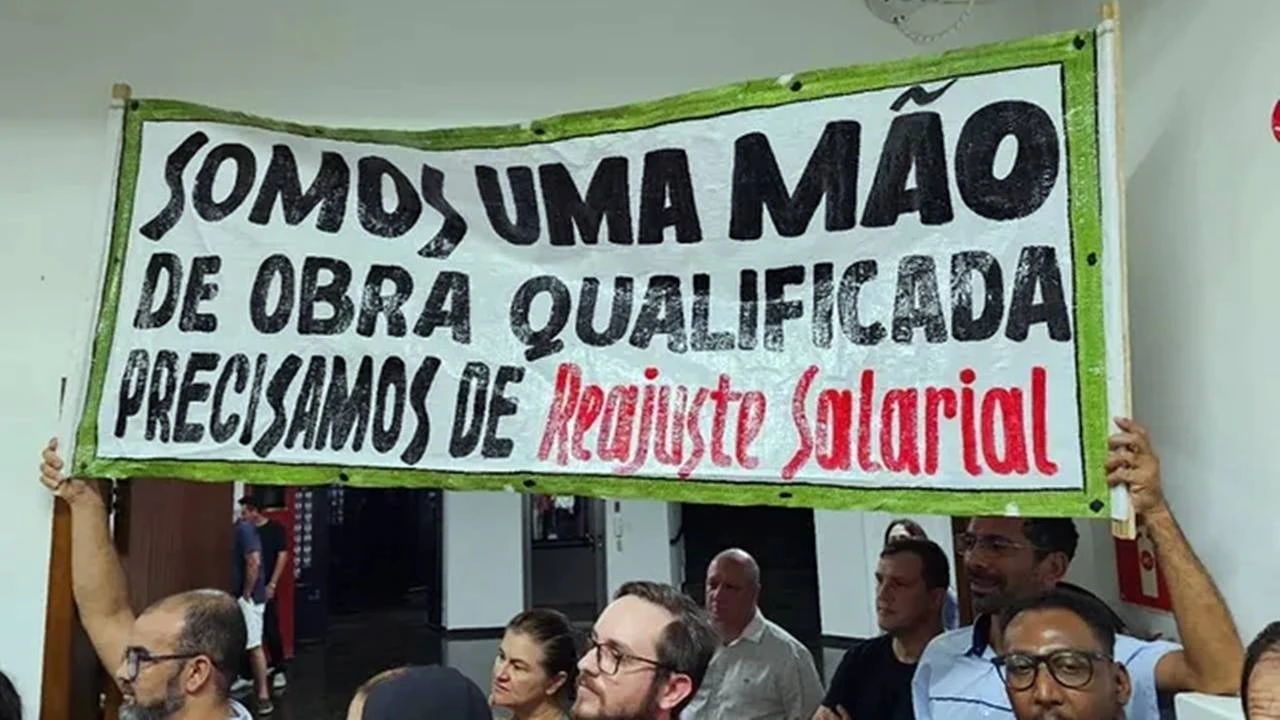 SOMOS UMA MÃO
DE OBRA QUALIFICADA
PRECISAMOS DE Reajuste Salarial